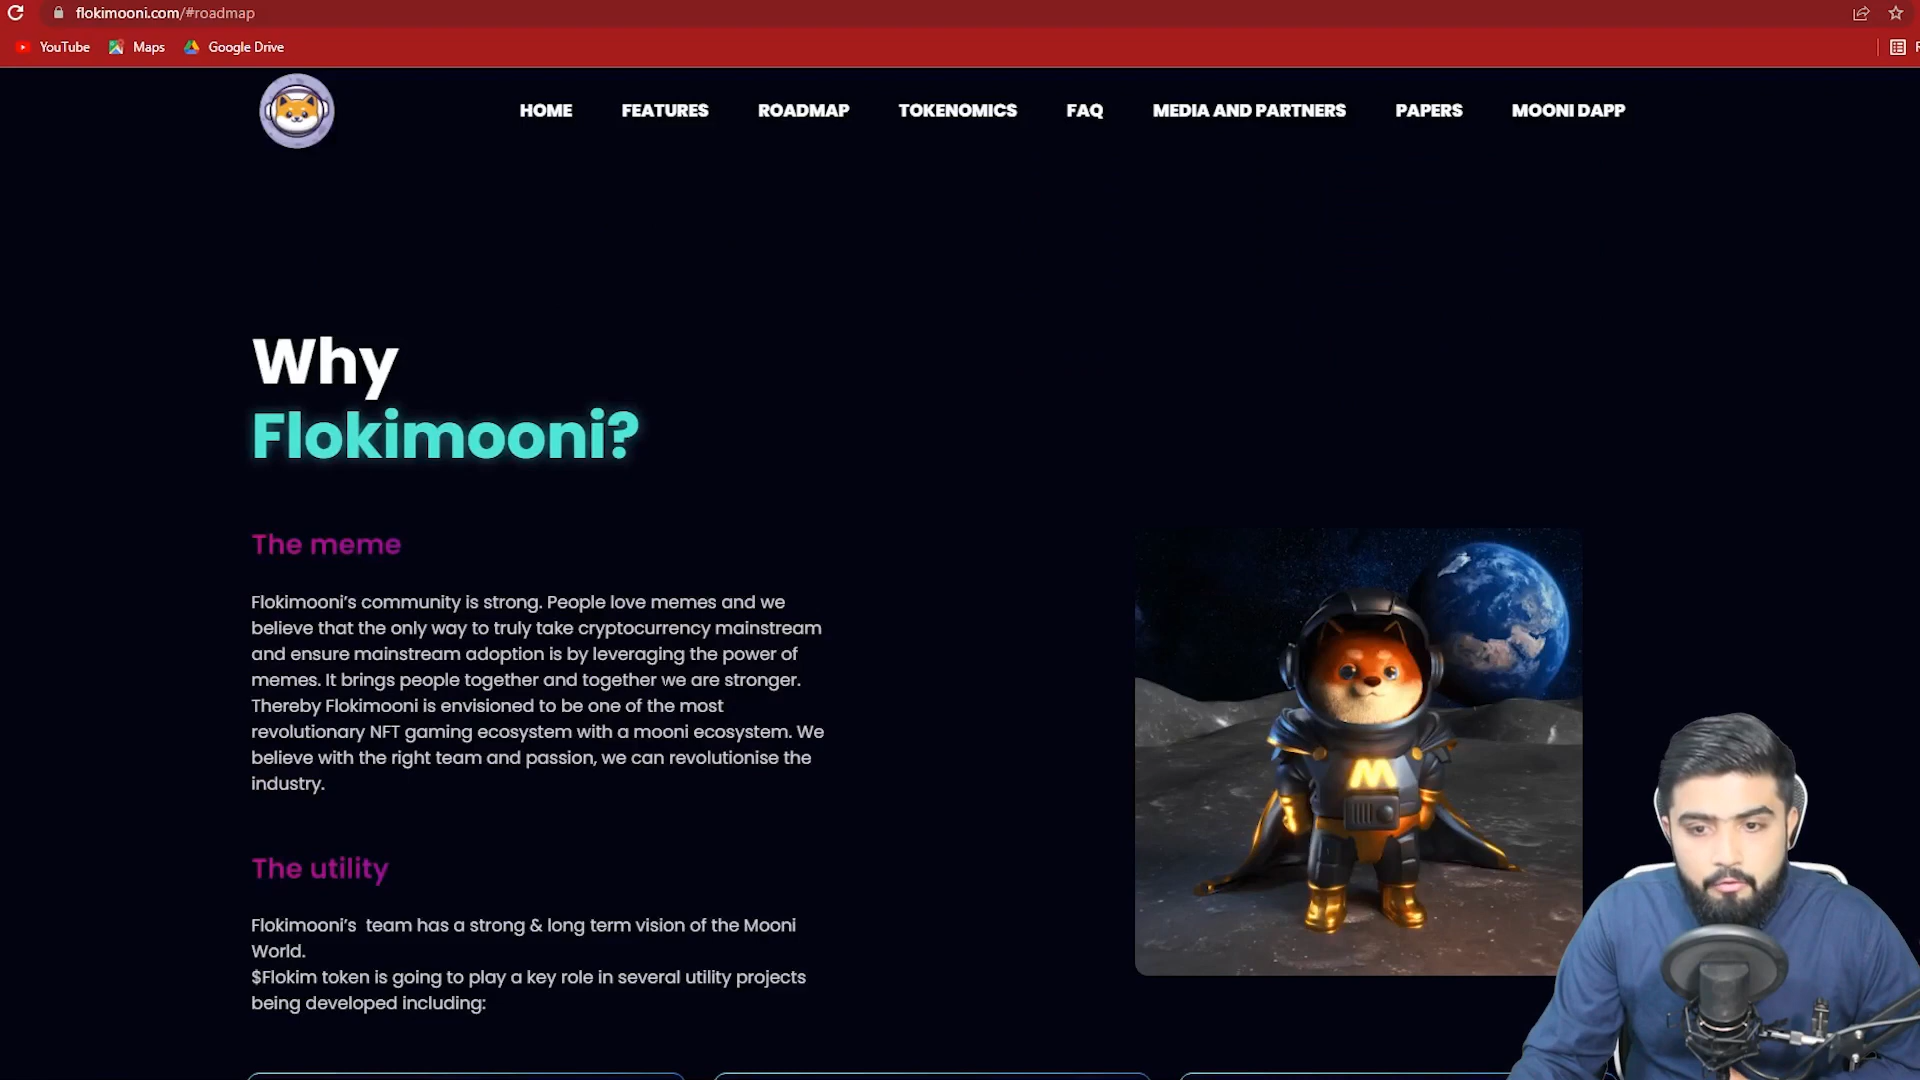 flokimooni.com/#roadmap
YouTube Maps Google Drive
HOME FEATURES ROADMAP TOKENOMICS FAQ MEDIA AND PARTNERS PAPERS MOONI DAPP
Why
Flokimooni?
The meme
Flokimooni's community is strong. People love memes and we
believe that the only way to truly take cryptocurrency mainstream
and ensure mainstream adoption is by leveraging the power of
memes. It brings people together and together we are stronger.
Thereby Flokimooni is envisioned to be one of the most
revolutionary NFT gaming ecosystem with a mooni ecosystem. We
believe with the right team and passion, we can revolutionise the
industry.
M
The utility
Flokimooni's  team has a strong & long term vision of the Mooni
World.
$Flokim token is going to play a key role in several utility projects
being developed including: